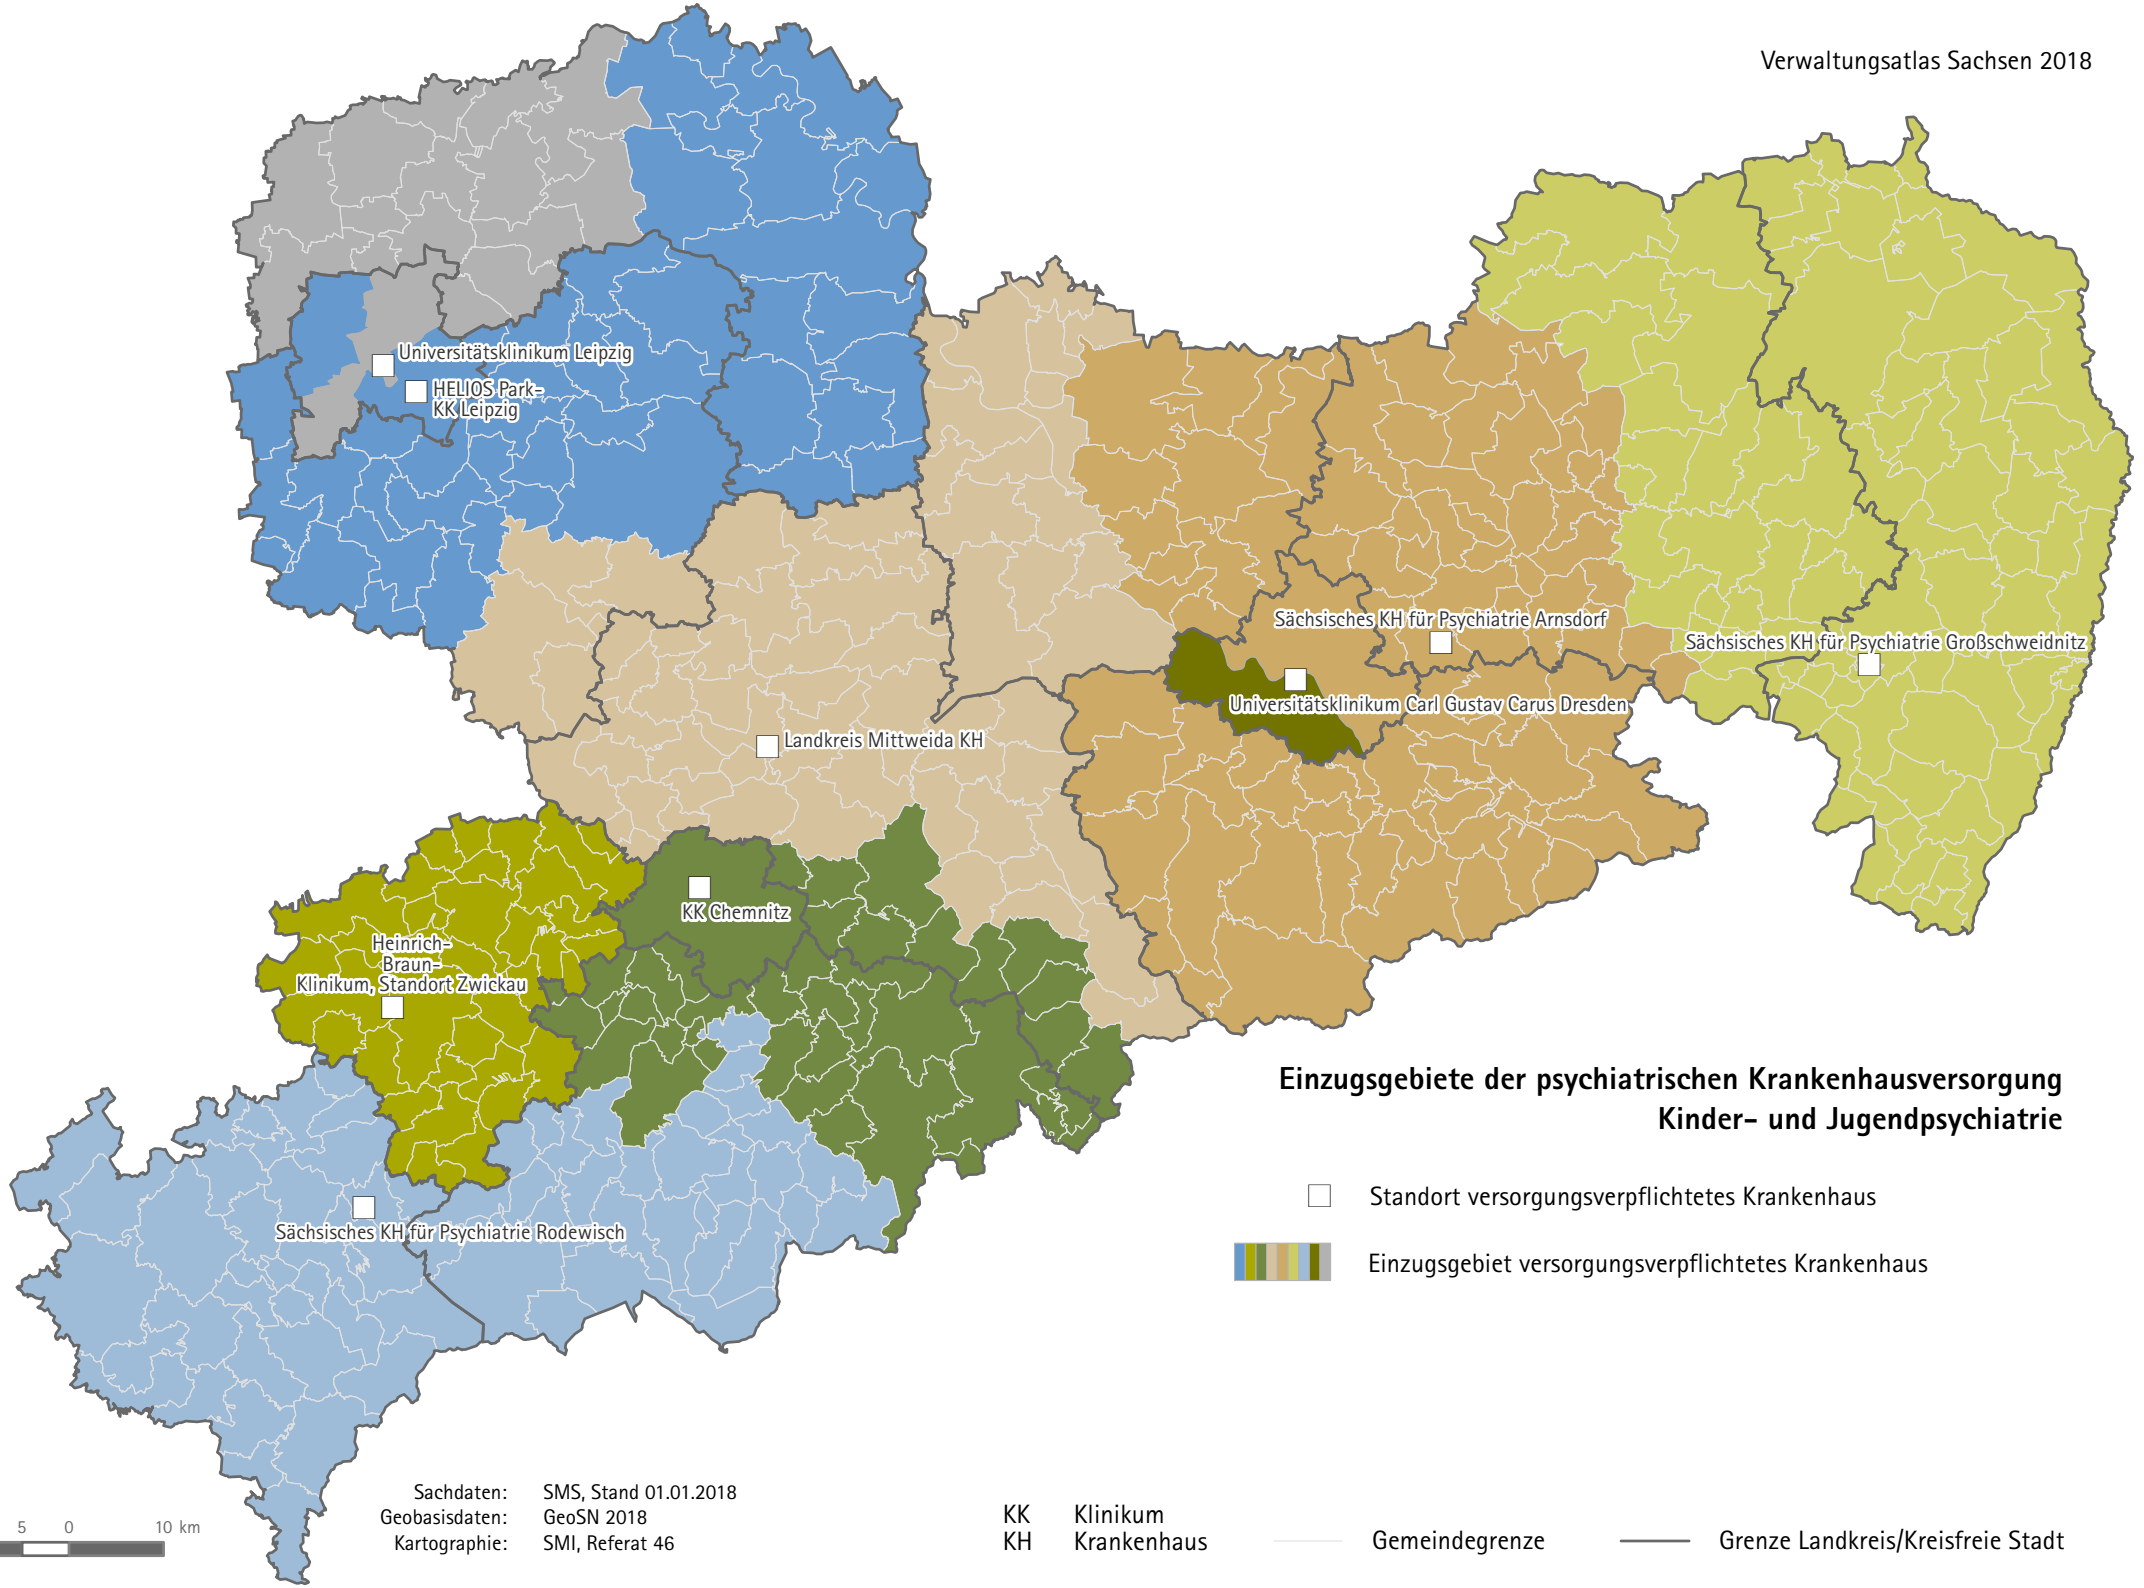 Verwaltungsatlas Sachsen 2018
Universitätsklinikum Leipzig
HELIOS Park-
KK Leipzig
Sächsisches KH für Psychiatrie Arnsdorf
Sächsisches KH für Psychiatrie Großschweidnitz
Universitätsklinikum Carl Gustav Carus Dresden
Landkreis Mittweida KH
KK Chemnitz
Heinrich-
Braun-
Klinikum, Standort Zwickau
Sächsisches KH für Psychiatrie Rodewisch
Einzugsgebiete der psychiatrischen Krankenhausversorgung
Kinder- und Jugendpsychiatrie
Standort versorgungsverpflichtetes Krankenhaus
Einzugsgebiet versorgungsverpflichtetes Krankenhaus
Sachdaten: SMS, Stand 01.01.2018
Geobasisdaten: GeoSN 2018
Kartographie: SMI, Referat 46
5 0 10 km
KK Klinikum
KH Krankenhaus
Gemeindegrenze
Grenze Landkreis/Kreisfreie Stadt